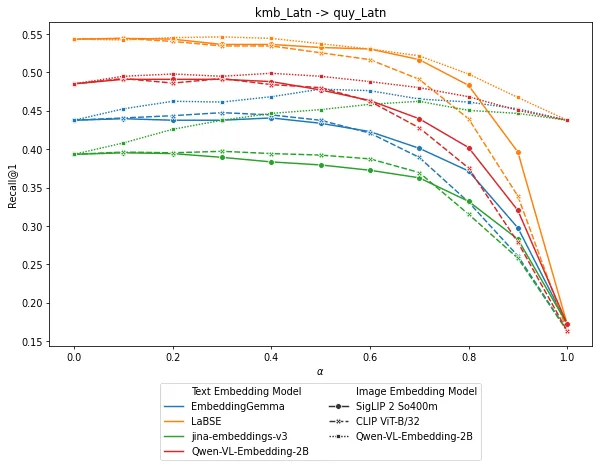 kmb_Latn -> quy_Latn
0.55
0.50
0.45
0.40
0.35
0.30
0.25
0.20
0.15
Recall@1
0.0 0.2 0.4 0.6 0.8 1.0
α
Text Embedding Model Image Embedding Model
EmbeddingGemma SigLIP 2 So400m
LaBSE CLIP ViT-B/32
jina-embeddings-v3 Qwen-VL-Embedding-2B
Qwen-VL-Embedding-2B